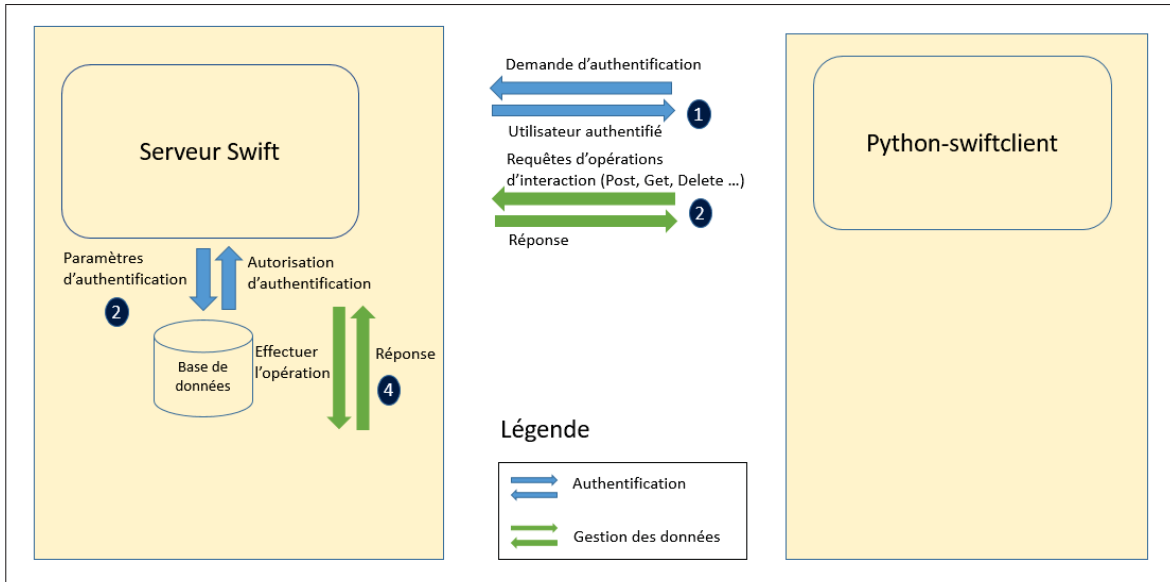 Serveur Swift
Paramètres
d'authentification
2
Autorisation
d'authentification
Base de
données
Effectuer
l'opération
Réponse
4
Demande d'authentification
1
Utilisateur authentifié
Requêtes d'opérations
d'interaction (Post, Get, Delete ...)
2
Réponse
Python-swiftclient
Légende
Authentification
Gestion des données